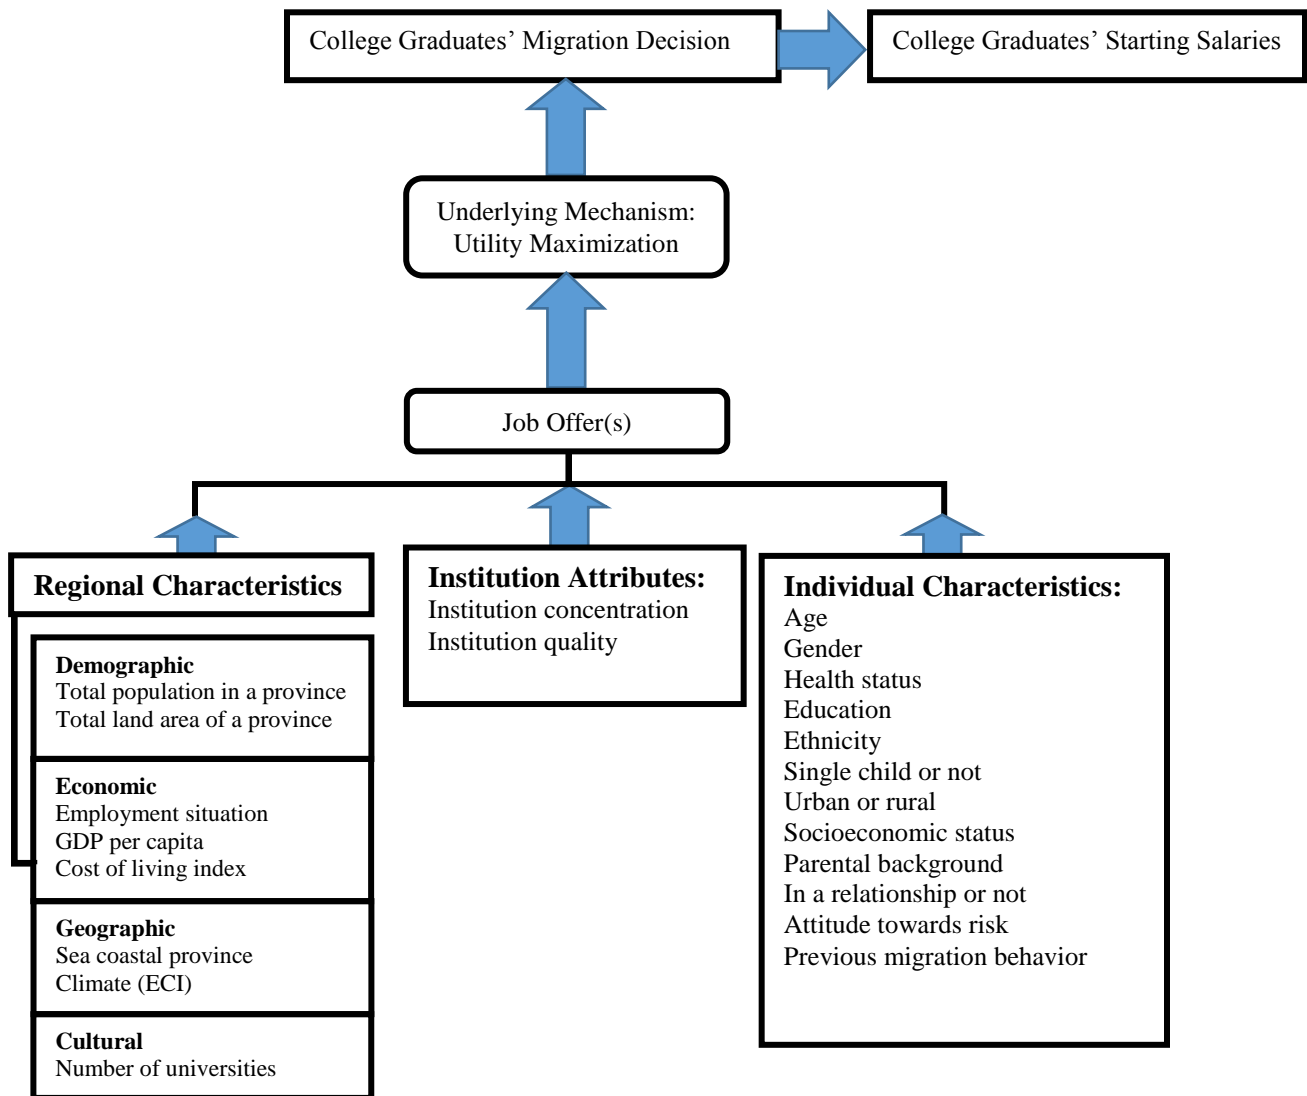 College Graduates’ Migration Decision
College Graduates’ Starting Salaries
Underlying Mechanism:
Utility Maximization
Job Offer(s)
Regional Characteristics
Demographic
Total population in a province
Total land area of a province
Economic
Employment situation
GDP per capita
Cost of living index
Geographic
Sea coastal province
Climate (ECI)
Cultural
Number of universities
Institution Attributes:
Institution concentration
Institution quality
Individual Characteristics:
Age
Gender
Health status
Education
Ethnicity
Single child or not
Urban or rural
Socioeconomic status
Parental background
In a relationship or not
Attitude towards risk
Previous migration behavior